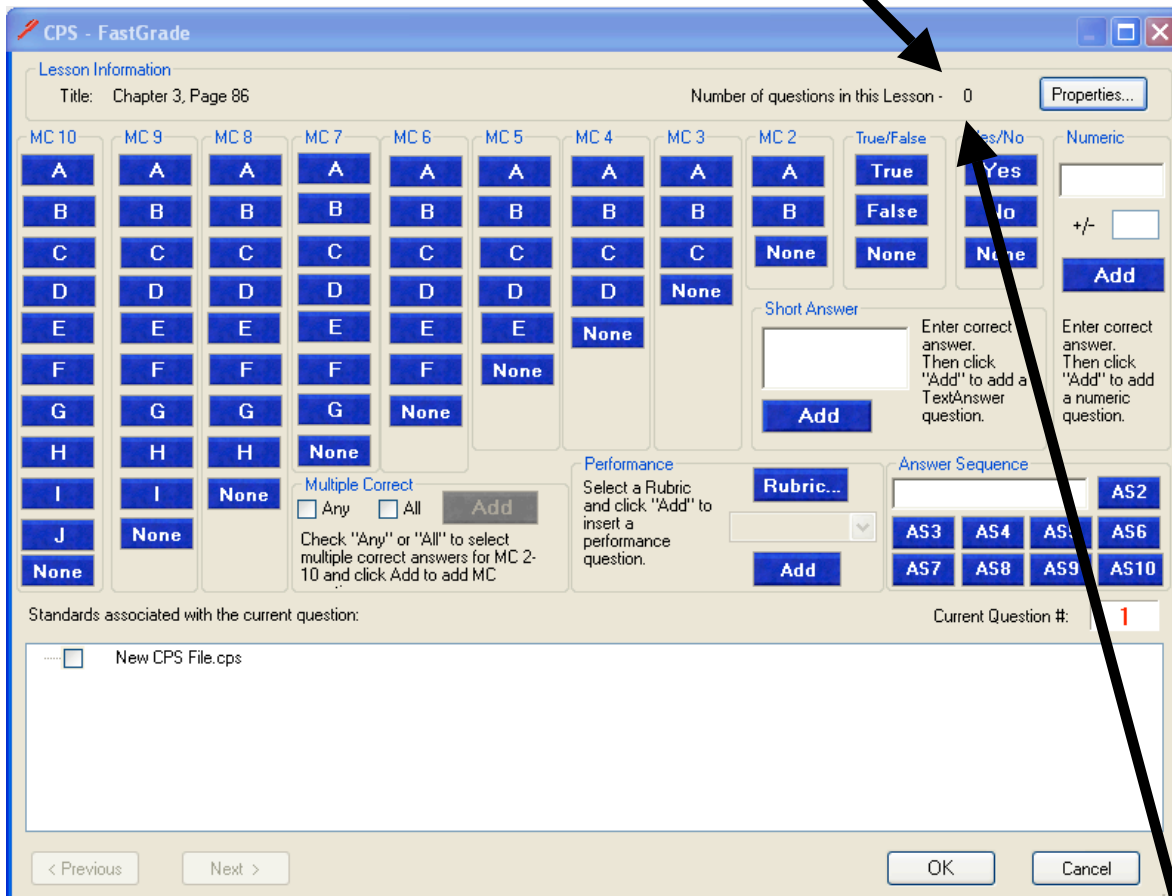 CPS - FastGrade
Lesson Information
Title: Chapter 3, Page 86
Number of questions in this Lesson - 0
Properties...
MC 10
A
B
C
D
E
F
G
H
I
J
None
MC 9
A
B
C
D
E
F
G
H
I
None
MC 8
A
B
C
D
E
F
G
H
None
MC 7
A
B
C
D
E
F
G
None
MC 6
A
B
C
D
E
F
None
MC 5
A
B
C
D
E
None
MC 4
A
B
C
D
None
MC 3
A
B
C
None
MC 2
A
B
None
True/False
True
False
None
Yes/No
Yes
No
None
Numeric
+/-
Add
Enter correct
answer.
Then click
"Add" to add
a numeric
question.
Short Answer
Add
Enter correct
answer.
Then click
"Add" to add a
TextAnswer
question.
Multiple Correct
Any
All
Add
Check "Any" or "All" to select
multiple correct answers for MC 2-
10 and click Add to add MC
Performance
Select a Rubric
and click "Add" to
insert a
performance
question.
Rubric...
Add
Answer Sequence
AS2
AS3 AS4 AS5 AS6
AS7 AS8 AS9 AS10
Standards associated with the current question:
Current Question #: 1
New CPS File.cps
< Previous
Next >
OK
Cancel